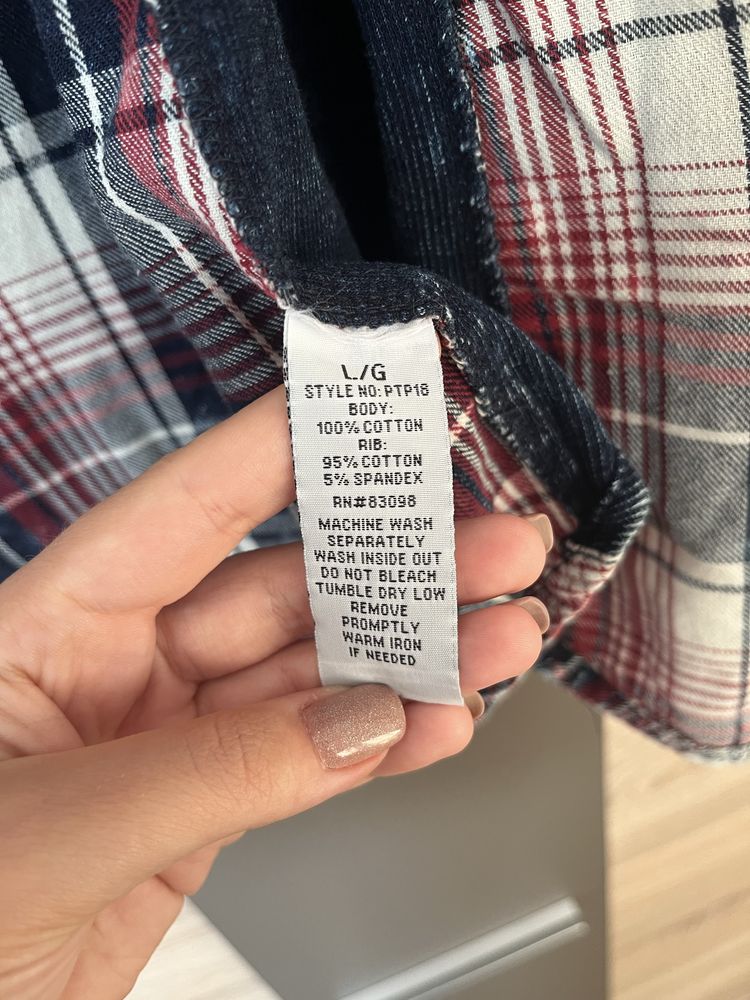 L/G
STYLE NO: PTP18
BODY:
100% COTTON
RIB:
95% COTTON
5% SPANDEX
RN#83098
MACHINE WASH
SEPARATELY
WASH INSIDE OUT
DO NOT BLEACH
TUMBLE DRY LOW
REMOVE
PROMPTLY
WARM IRON
IF NEEDED